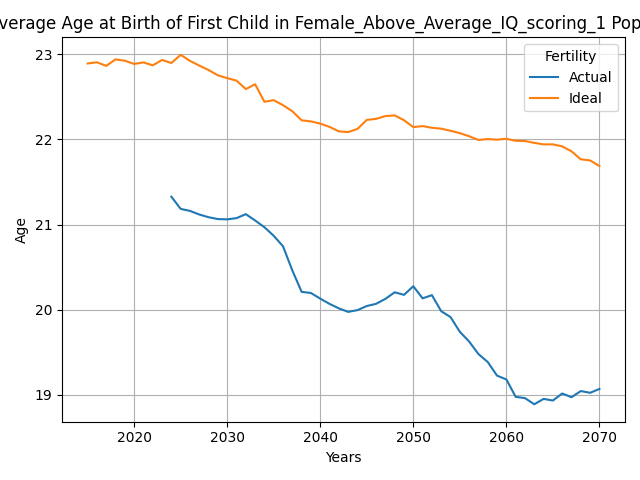 verage Age at Birth of First Child in Female_Above_Average_IQ_scoring_1 Pop
Fertility
Actual
Ideal
23
22
21
20
19
Age
2020 2030 2040 2050 2060 2070
Years